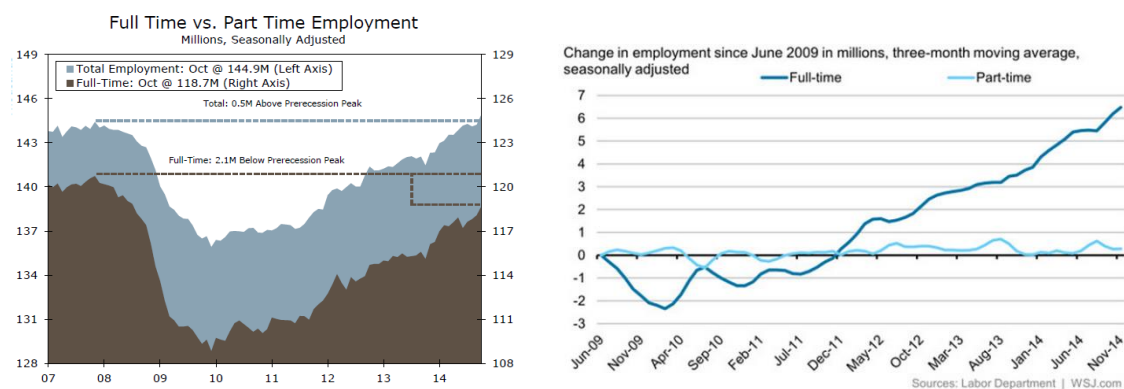 Full Time vs. Part Time Employment
Millions, Seasonally Adjusted
149
146
143
140
137
134
131
128
129
126
123
120
117
114
111
108
Total Employment: Oct @ 144.9M (Left Axis)
Full-Time: Oct @ 118.7M (Right Axis)
Total: 0.5M Above Prerecession Peak
Full-Time: 2.1M Below Prerecession Peak
07 08 09 10 11 12 13 14
Change in employment since June 2009 in millions, three-month moving average,
seasonally adjusted
Full-time Part-time
7
6
5
4
3
2
1
0
-1
-2
-3
Jun-09 Nov-09 Apr-10 Sep-10 Feb-11 Jul-11 Dec-11 May-12 Oct-12 Mar-13 Aug-13 Jan-14 Jun-14 Nov-14
Sources: Labor Department | WSJ.com